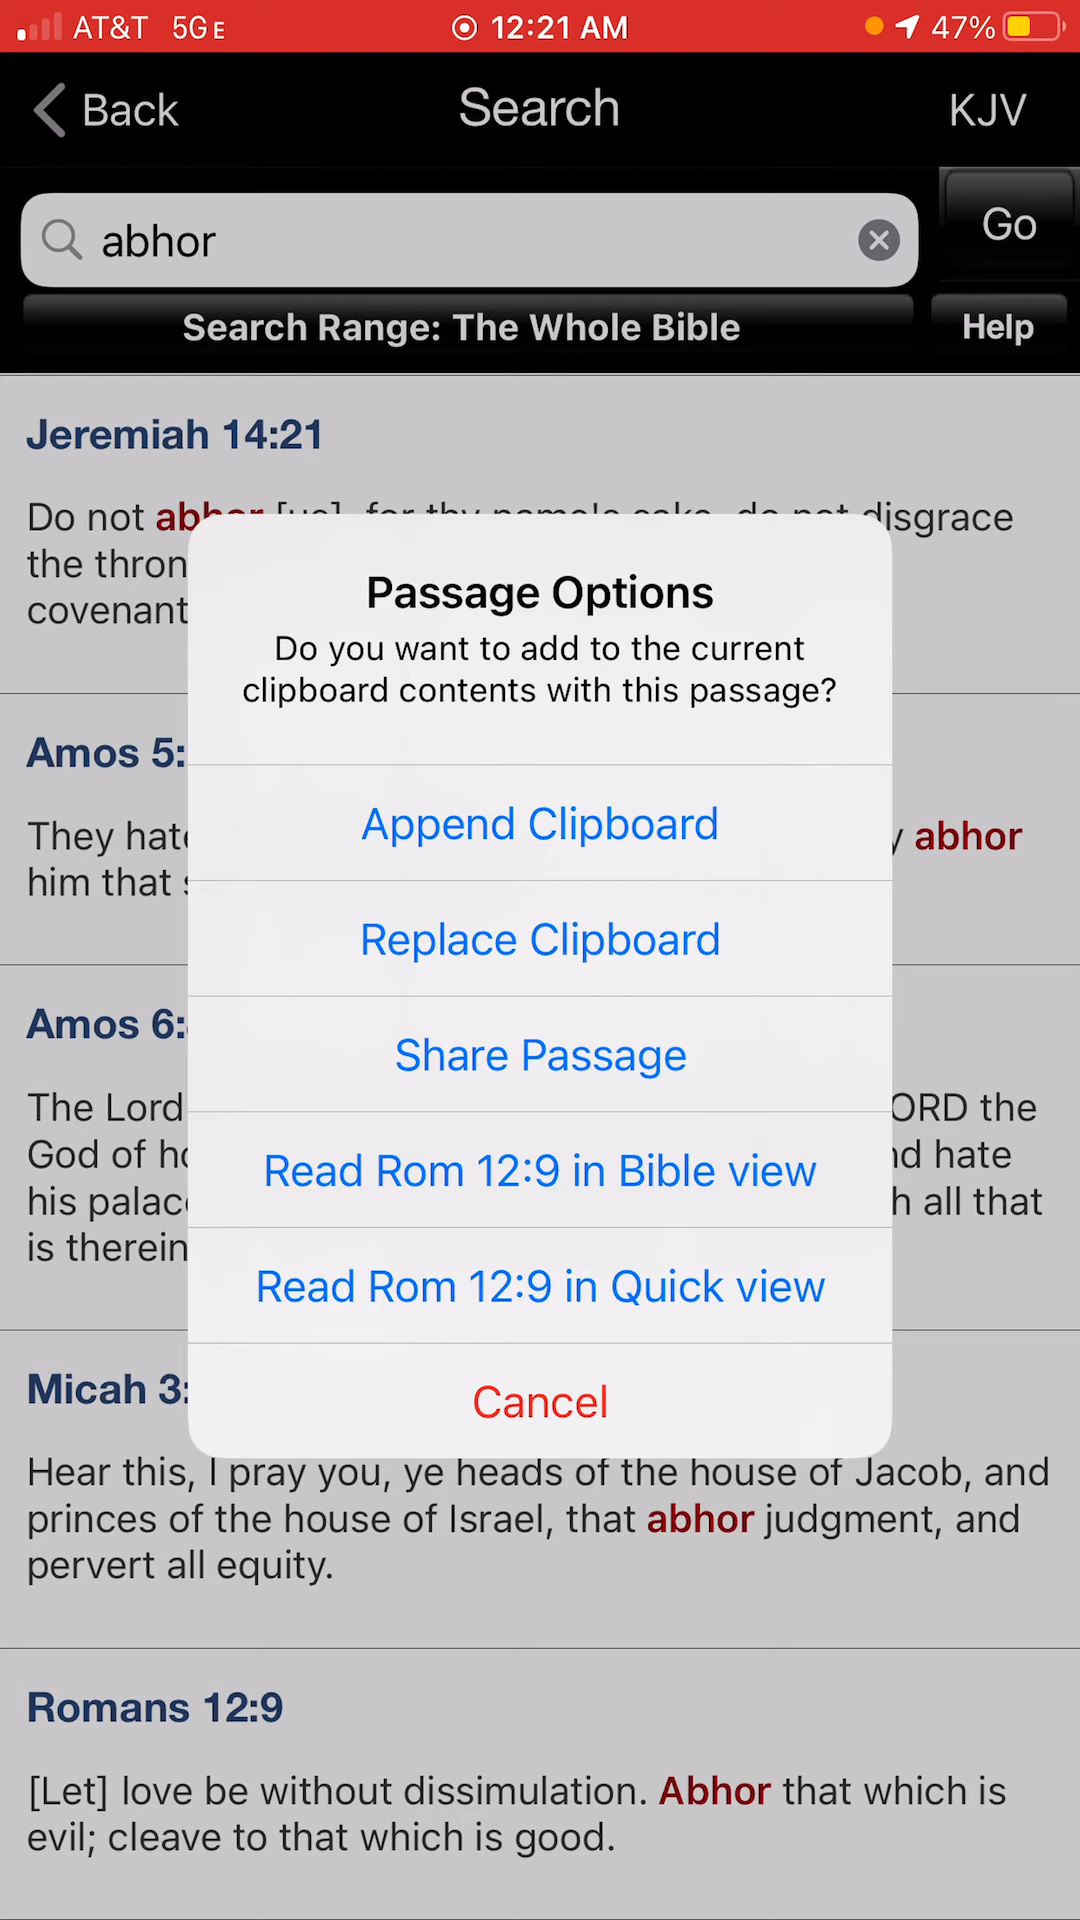 AT&T 5GE 12:21 AM 47%
Back Search KJV
abhor Go
Search Range: The Whole Bible Help
Jeremiah 14:21
Do not disgrace
the
covenant
Passage Options
Do you want to add to the current
clipboard contents with this passage?
Amos 5:
Append Clipboard
They abhor
him that
Replace Clipboard
Amos 6:
Share Passage
The Lord the
God of hate
his all that
is therein
Read Rom 12:9 in Bible view
Read Rom 12:9 in Quick view
Micah 3:
Cancel
Hear this, I pray you, ye heads of the house of Jacob, and
princes of the house of Israel, that abhor judgment, and
pervert all equity.
Romans 12:9
[Let] love be without dissimulation. Abhor that which is
evil; cleave to that which is good.